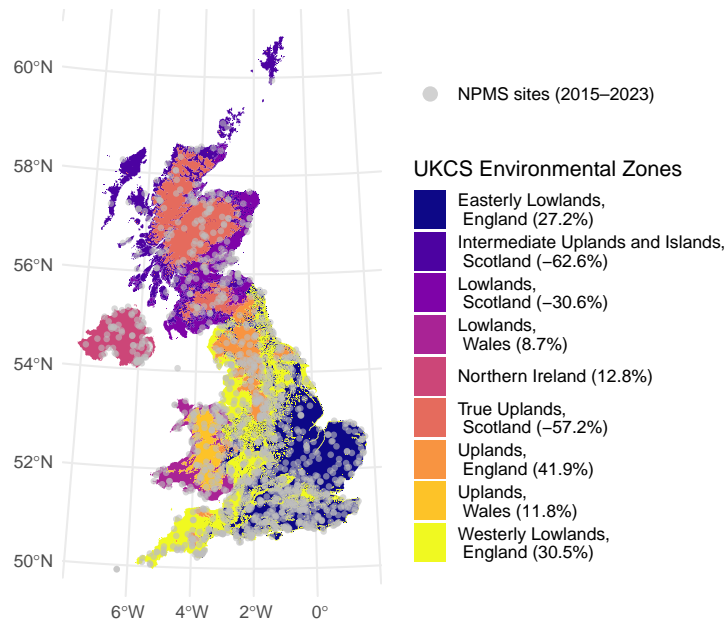 60°N
58°N
56°N
54°N
52°N
50°N
6°W
4°W
2°W
0°
NPMS sites (2015–2023)
UKCS Environmental Zones
Easterly Lowlands,
England (27.2%)
Intermediate Uplands and Islands,
Scotland (−62.6%)
Lowlands,
Scotland (−30.6%)
Lowlands,
Wales (8.7%)
Northern Ireland (12.8%)
True Uplands,
Scotland (−57.2%)
Uplands,
England (41.9%)
Uplands,
Wales (11.8%)
Westerly Lowlands,
England (30.5%)